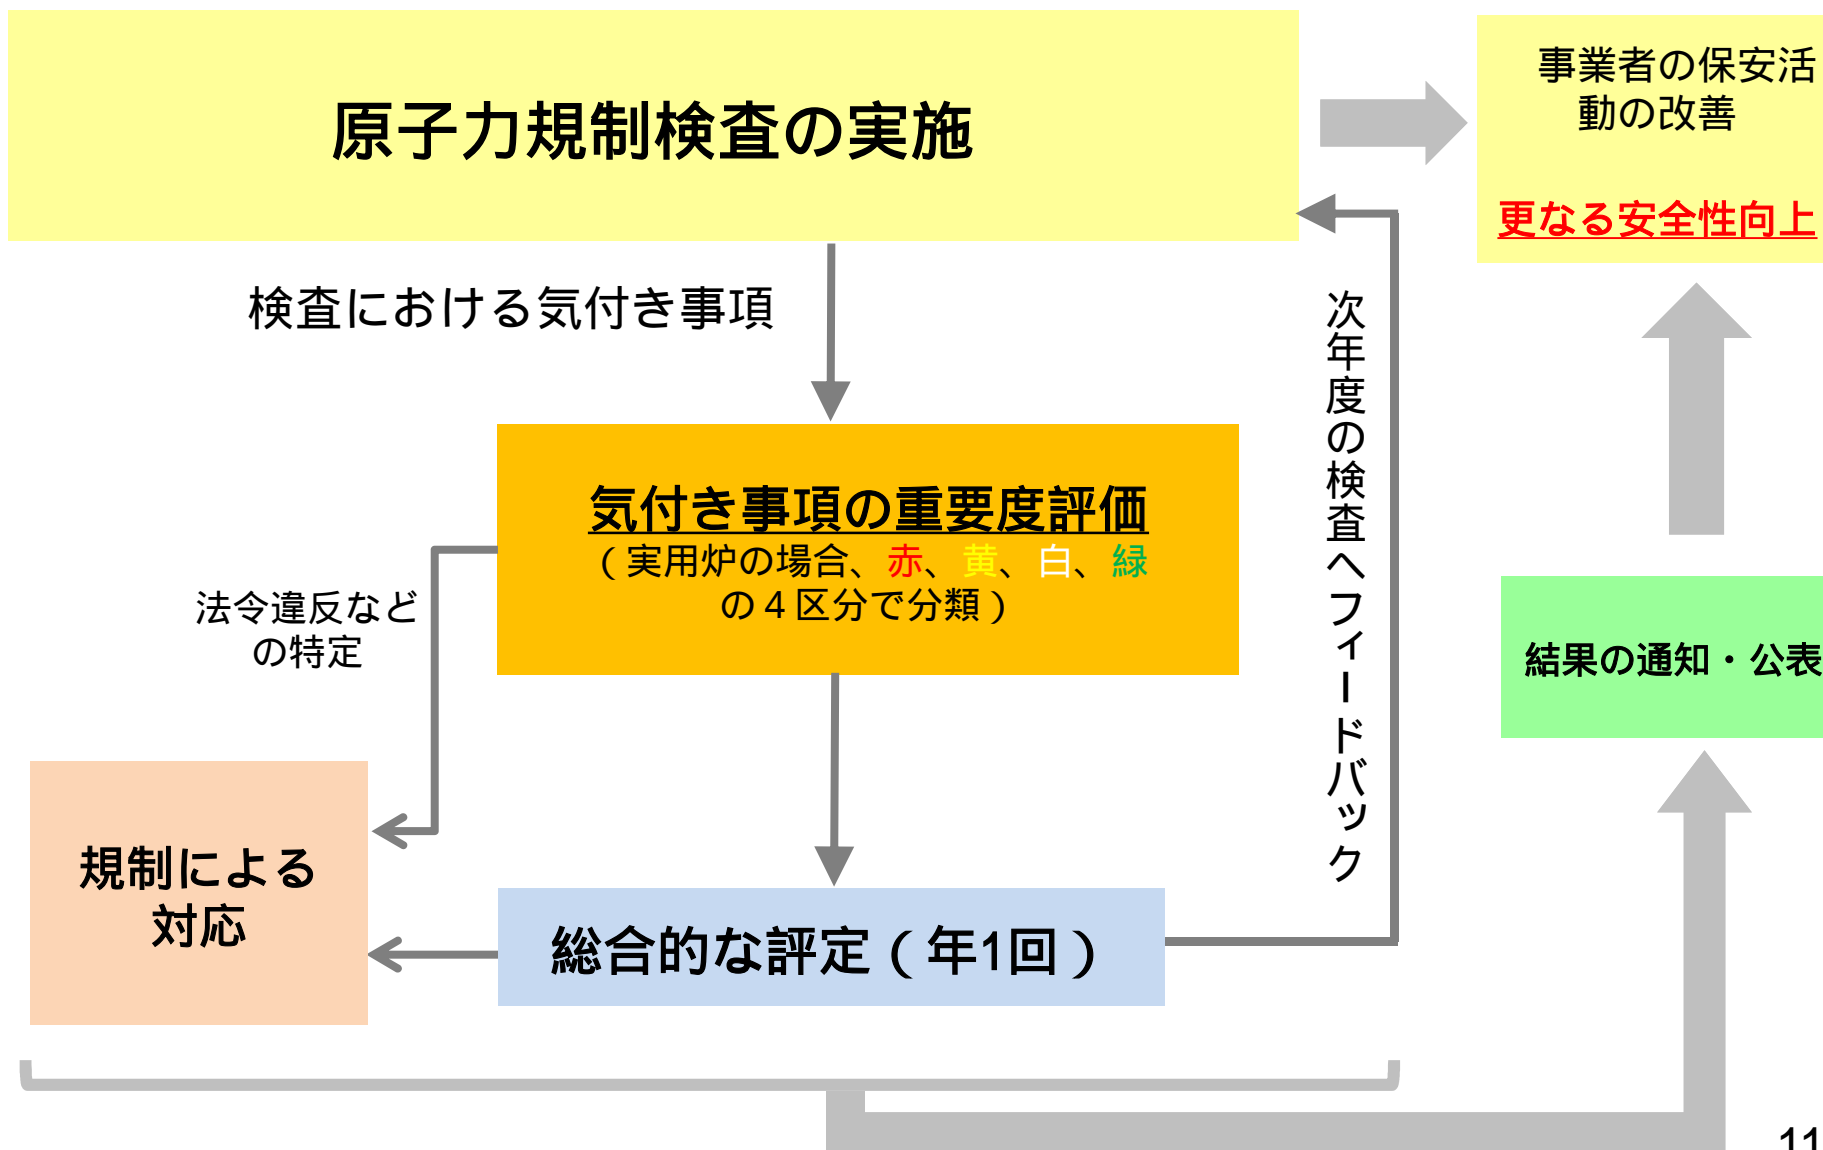 原子力規制検査の実施
事業者の保安活
動の改善
更なる安全性向上
検査における気付き事項
次年度の検査へフィードバック
気付き事項の重要度評価
（実用炉の場合、赤、黄、白、緑
の４区分で分類）
法令違反など
の特定
結果の通知・公表
規制による
対応
総合的な評定（年1回）
11